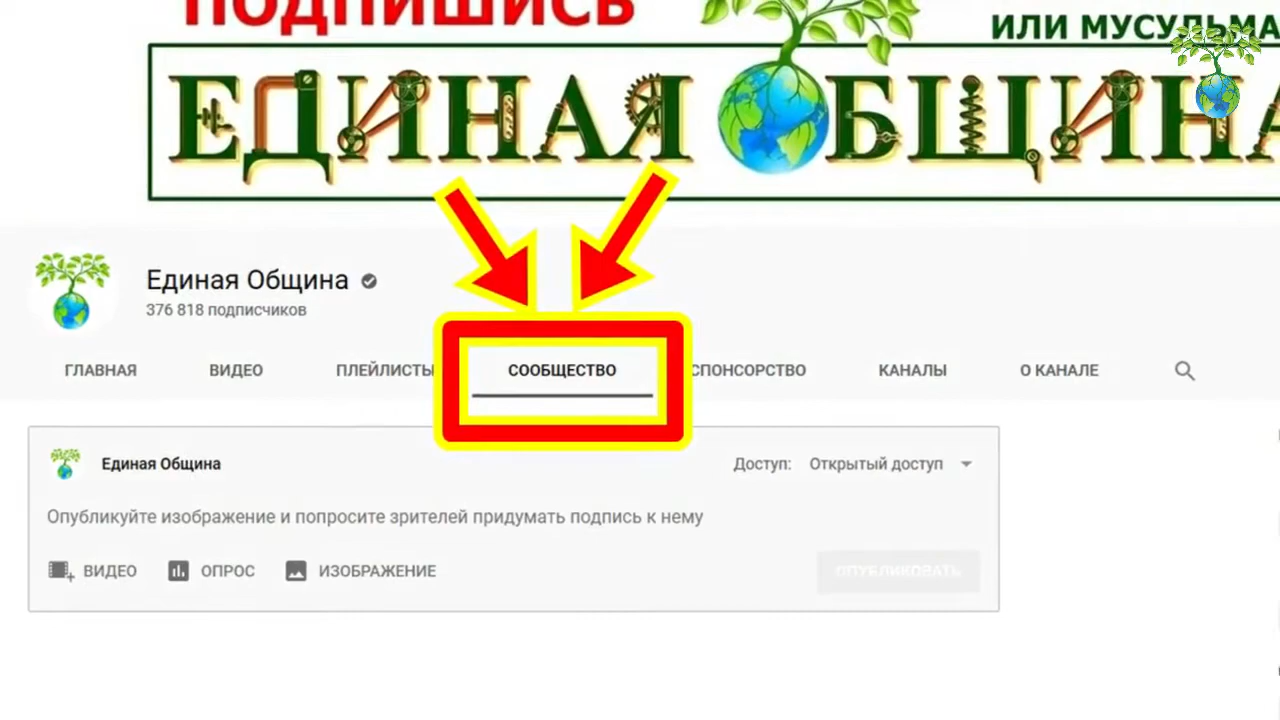 ПОДПИШИСЬ
ИЛИ МУСУЛЬМА
ЕДИНАЯ ОБЩИНА
Единая Община
376 818 подписчиков
ГЛАВНАЯ ВИДЕО ПЛЕЙЛИСТЫ СООБЩЕСТВО СПОНСОРСТВО КАНАЛЫ О КАНАЛЕ
Единая Община Доступ: Открытый доступ
Опубликуйте изображение и попросите зрителей придумать подпись к нему
ВИДЕО ОПРОС ИЗОБРАЖЕНИЕ ОПУБЛИКОВАТЬ